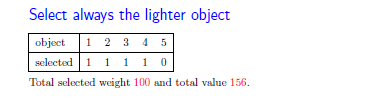 Select always the lighter object
object 1 2 3 4 5
selected 1 1 1 1 0
Total selected weight 100 and total value 156.